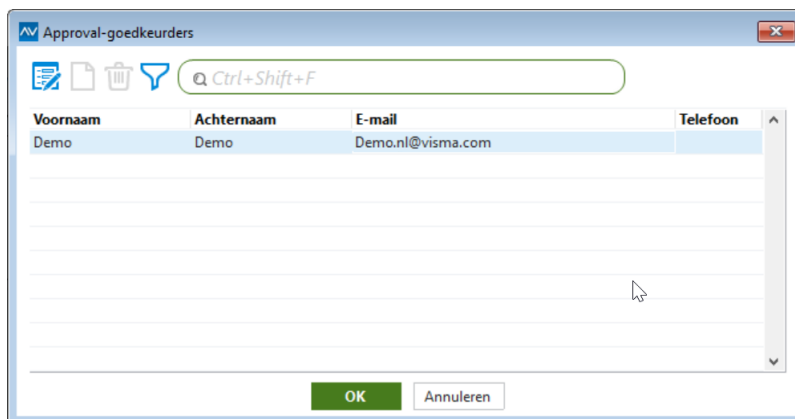 Approval-goedkeurders
Ctrl+Shift+F
Voornaam Achternaam E-mail Telefoon
Demo Demo Demo.nl@visma.com
OK Annuleren